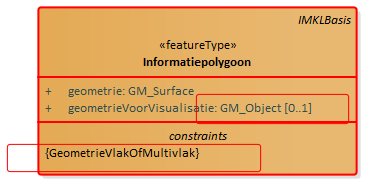 IMKLBasis
«featureType»
Informatiepolygoon
+ geometrie: GM_Surface
+ geometrieVoorVisualisatie: GM_Object [0..1]
constraints
{GeometrieVlakOfMultivlak}